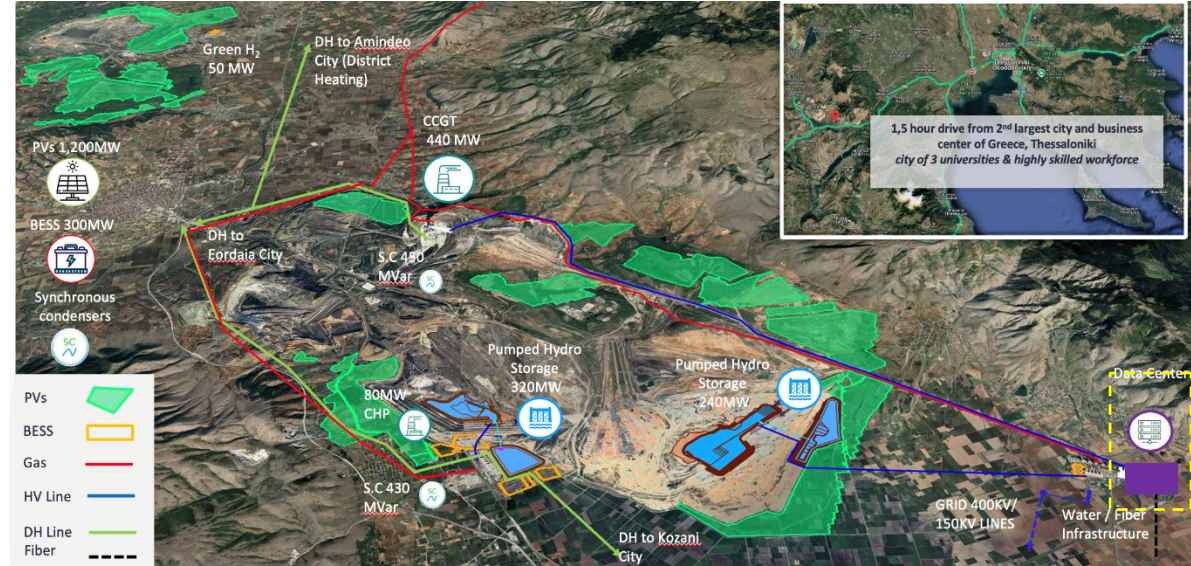 Green H₂
50 MW
DH to Amindeo
City (District
Heating)
CCGT
440 MW
PVs 1,200MW
BESS 300MW
Synchronous
condensers
SC
DH to
Eordaia City
S.C 450
MVar
SC
Pumped Hydro
Storage
320MW
Pumped Hydro
Storage
240MW
80MW
CHP
S.C 430
MVar
SC
DH to Kozani
City
Data Center
GRID 400KV/
150KV LINES
Water / Fiber
Infrastructure
1,5 hour drive from 2nd largest city and business
center of Greece, Thessaloniki
city of 3 universities & highly skilled workforce
Thessaloniki
PVs
BESS
Gas
HV Line
DH Line
Fiber